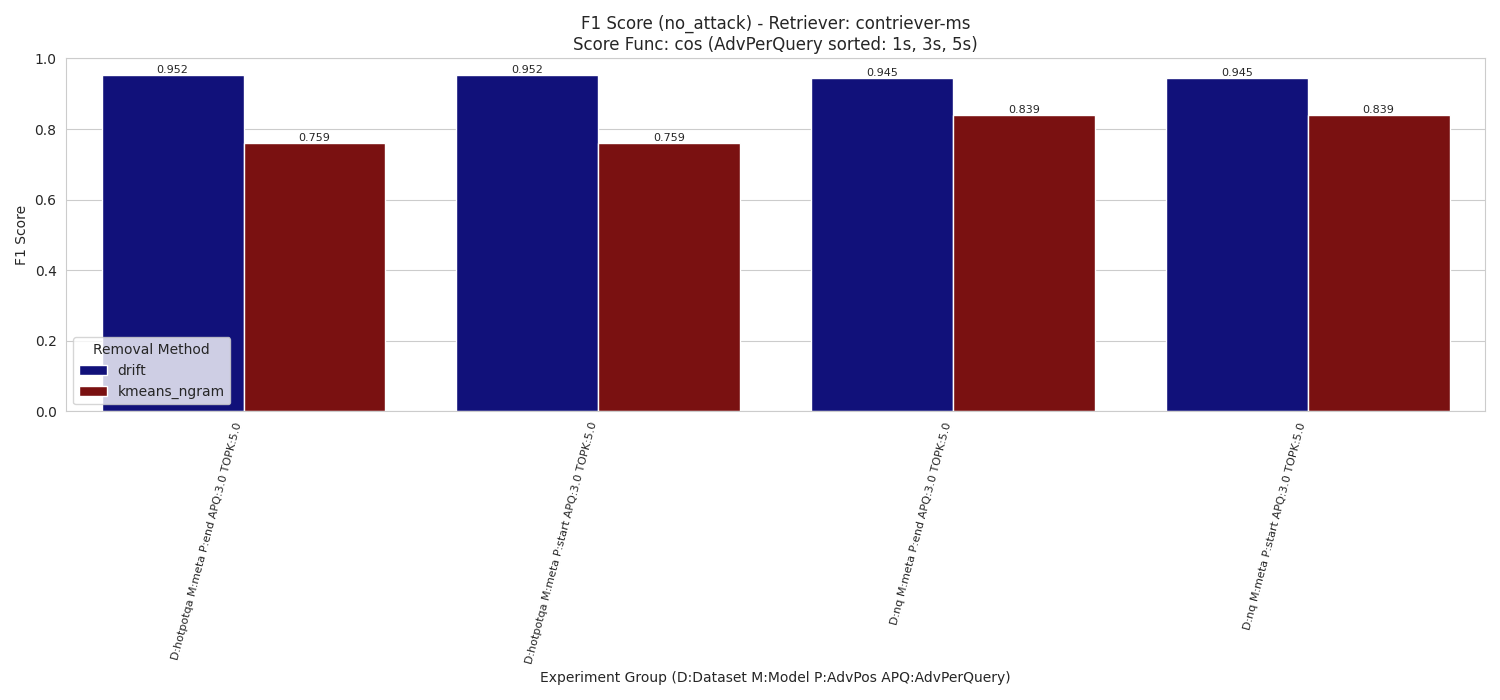 F1 Score (no_attack) - Retriever: contriever-ms
Score Func: cos (AdvPerQuery sorted: 1s, 3s, 5s)
F1 Score
1.0
0.8
0.6
0.4
0.2
0.0
0.952
0.759
0.952
0.759
0.945
0.839
0.945
0.839
Removal Method
drift
kmeans_ngram
D:hotpotqa M:meta P:end APQ:3.0 TOPK:5.0
D:hotpotqa M:meta P:start APQ:3.0 TOPK:5.0
D:nq M:meta P:end APQ:3.0 TOPK:5.0
D:nq M:meta P:start APQ:3.0 TOPK:5.0
Experiment Group (D:Dataset M:Model P:AdvPos APQ:AdvPerQuery)